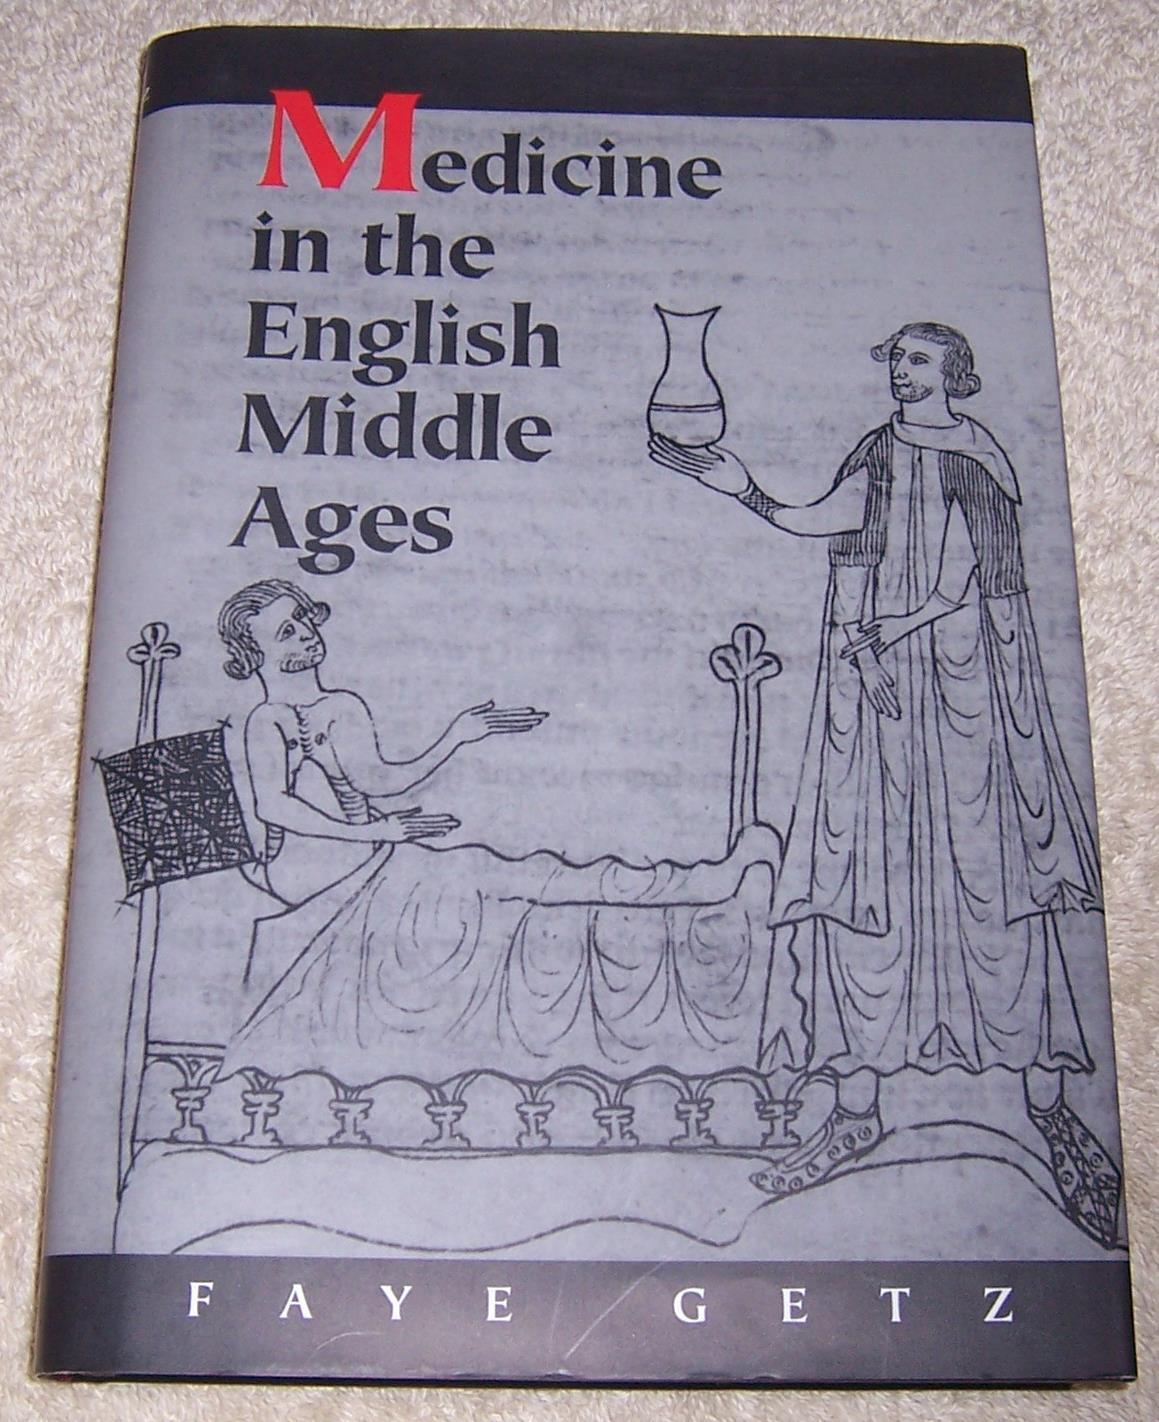 Medicine
in the
English
Middle
Ages
FAYE GETZ